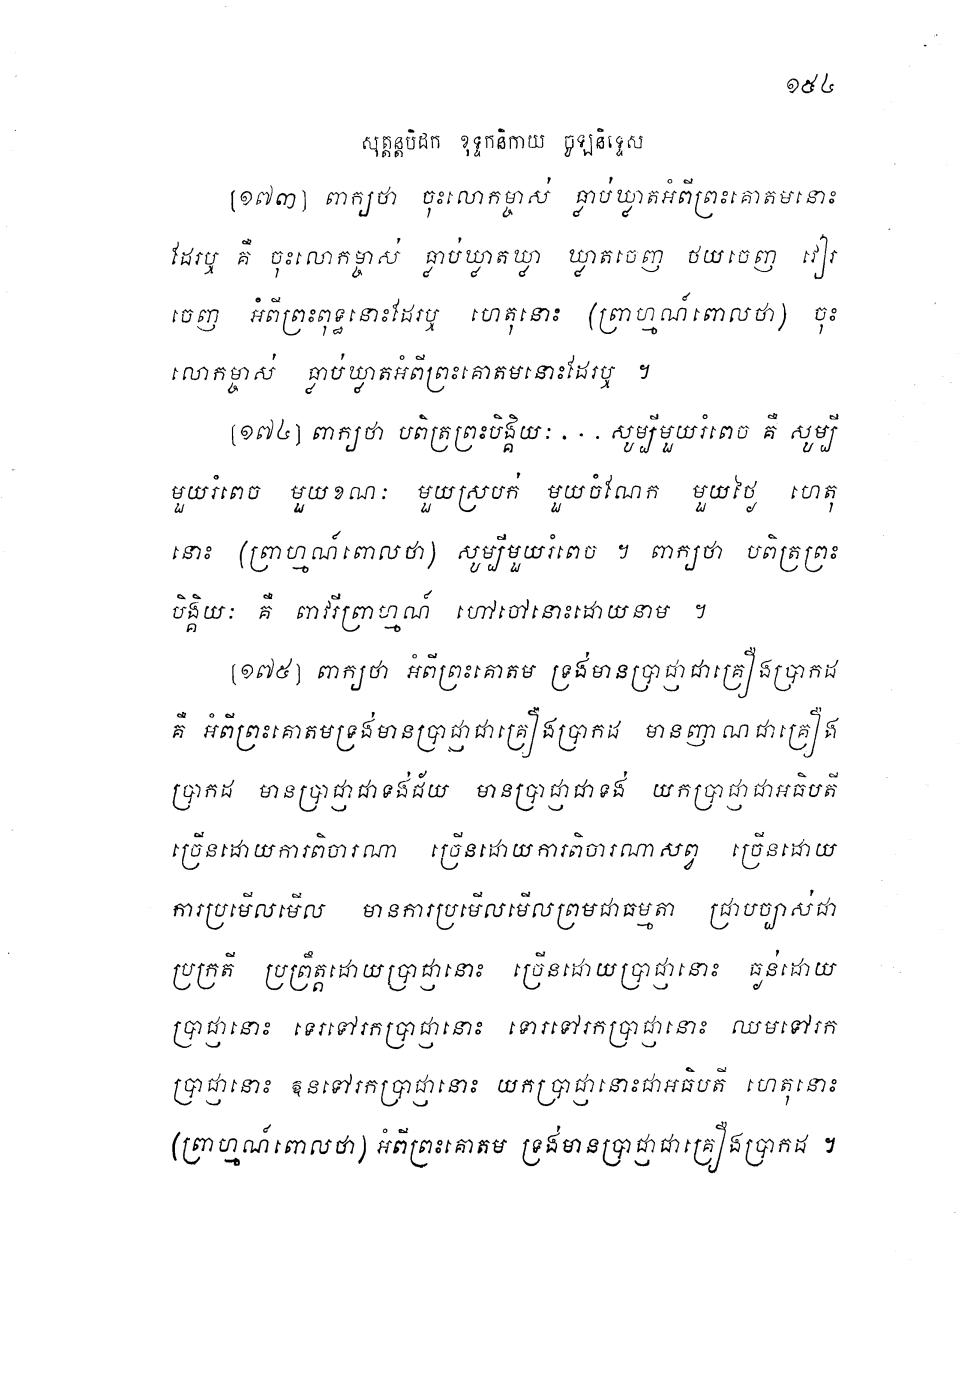 ១៥៤
សុត្តន្តបិដក ខុទ្ទកនិកាយ ចូឡនិទ្ទេស
[១៧៣] ពាក្យថា ចុះលោកម្ចាស់ ធ្លាប់ឃ្លាតអំពីព្រះគោតមនោះ
ដែរឬ គឺ ចុះលោកម្ចាស់ ធ្លាប់ឃ្លាតឃ្លា ឃ្លាតចេញ ថយចេញ វៀរ
ចេញ អំពីព្រះពុទ្ធនោះដែរឬ ហេតុនោះ (ព្រាហ្មណ៍ពោលថា) ចុះ
លោកម្ចាស់ ធ្លាប់ឃ្លាតអំពីព្រះគោតមនោះដែរឬ ។
[១៧៤] ពាក្យថា បពិត្រព្រះបិង្គិយៈ . . . សូម្បីមួយរំពេច គឺ សូម្បី
មួយរំពេច មួយខណៈ មួយស្របក់ មួយចំណែក មួយថ្ងៃ ហេតុ
នោះ (ព្រាហ្មណ៍ពោលថា) សូម្បីមួយរំពេច ។ ពាក្យថា បពិត្រព្រះ
បិង្គិយៈ គឺ ពាវរីព្រាហ្មណ៍ ហៅចៅនោះដោយនាម ។
[១៧៥] ពាក្យថា អំពីព្រះគោតម ទ្រង់មានប្រាជ្ញាជាគ្រឿងប្រាកដ
គឺ អំពីព្រះគោតមទ្រង់មានប្រាជ្ញាជាគ្រឿងប្រាកដ មានញាណជាគ្រឿង
ប្រាកដ មានប្រាជ្ញាជាទង់ជ័យ មានប្រាជ្ញាជាទង់ យកប្រាជ្ញាជាអធិបតី
ច្រើនដោយការពិចារណា ច្រើនដោយការពិចារណាសព្វ ច្រើនដោយ
ការប្រមើលមើល មានការប្រមើលមើលព្រមជាធម្មតា ជ្រាបច្បាស់ជា
ប្រក្រតី ប្រព្រឹត្តដោយប្រាជ្ញានោះ ច្រើនដោយប្រាជ្ញានោះ ធ្ងន់ដោយ
ប្រាជ្ញានោះ ទេរទៅរកប្រាជ្ញានោះ ទោរទៅរកប្រាជ្ញានោះ ឈមទៅរក
ប្រាជ្ញានោះ ឱនទៅរកប្រាជ្ញានោះ យកប្រាជ្ញានោះជាអធិបតី ហេតុនោះ
(ព្រាហ្មណ៍ពោលថា) អំពីព្រះគោតម ទ្រង់មានប្រាជ្ញាជាគ្រឿងប្រាកដ ។